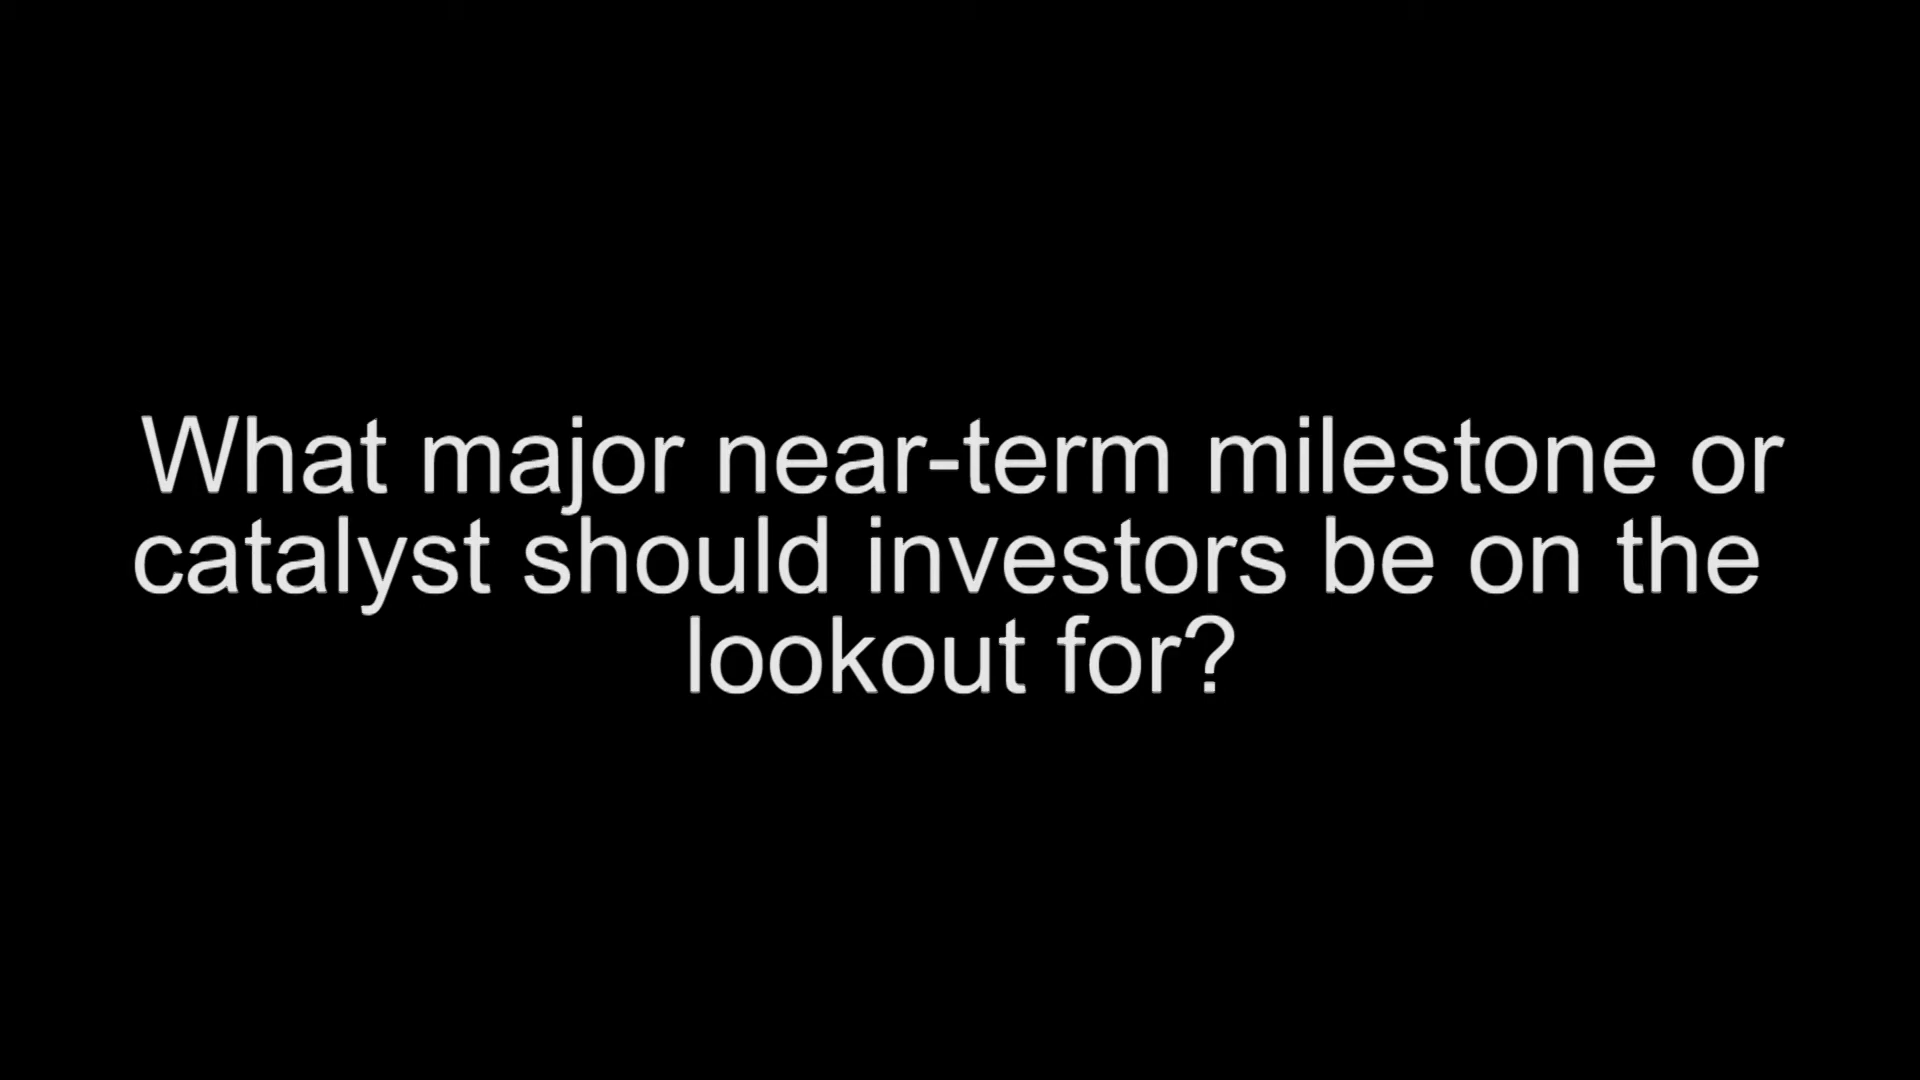 What major near-term milestone or
catalyst should investors be on the
lookout for?